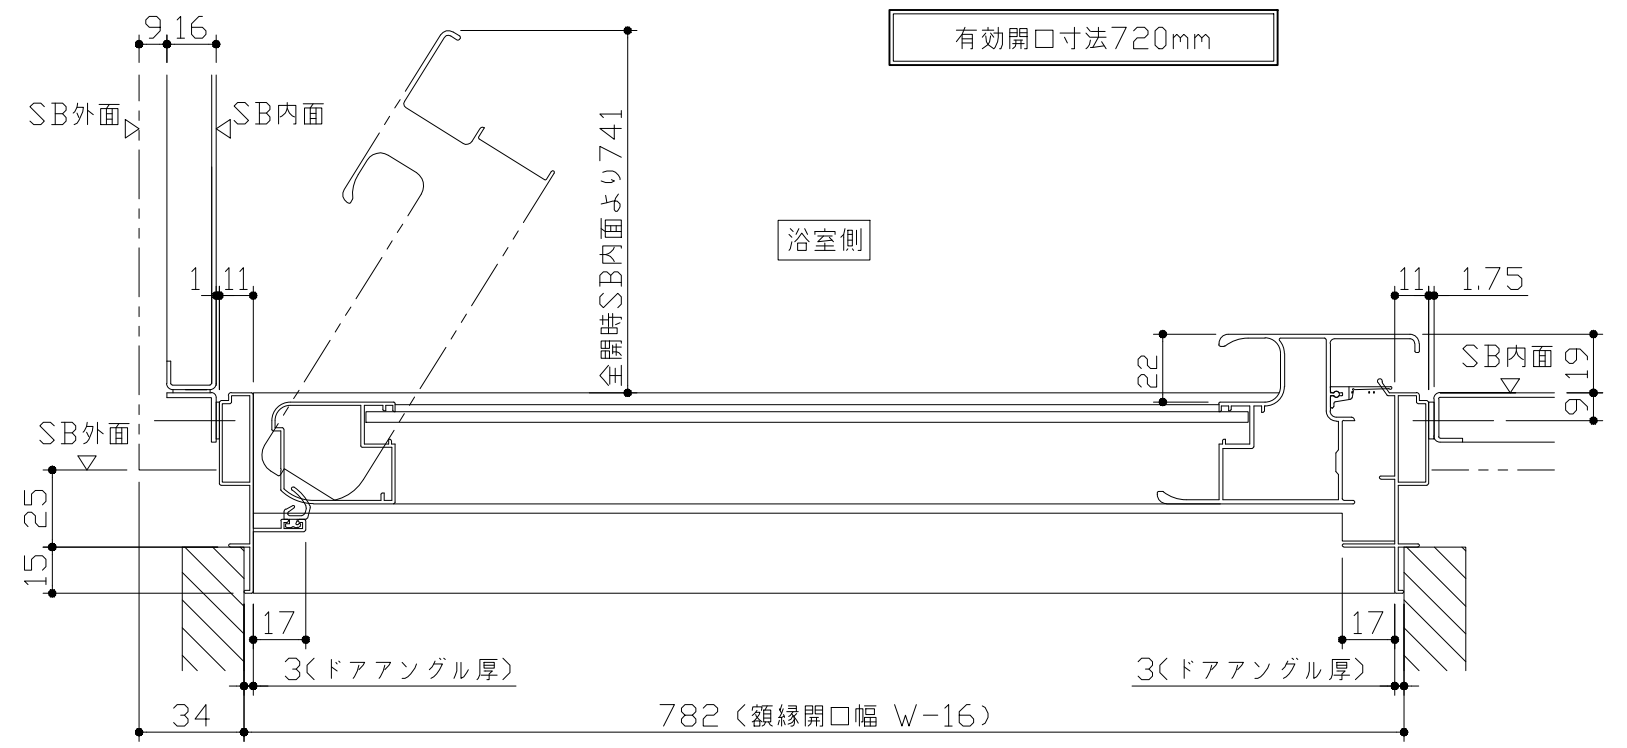 9 16
有効開口寸法720mm
SB外面
SB内面
全開時SB内面より741
浴室側
1 11
11 1.75
22
SB内面
19
9
SB外面
25
15
17
17
3(ドアアングル厚)
3(ドアアングル厚)
34
782 (額縁開口幅 W-16)